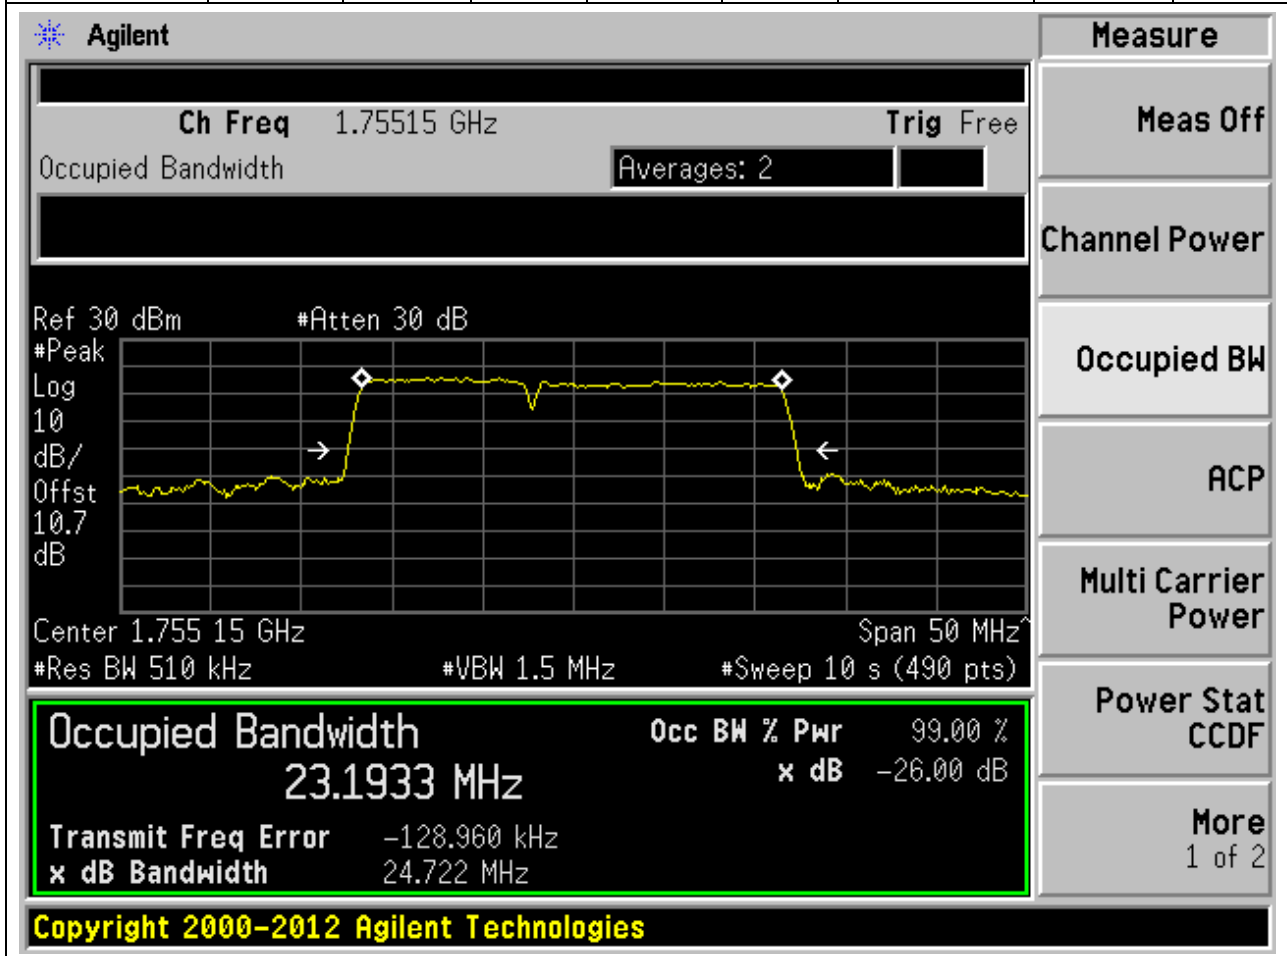 Agilent
Measure
Ch Freq 1.75515 GHz Trig Free
Meas Off
Occupied Bandwidth Averages: 2
Channel Power
Ref 30 dBm #Atten 30 dB
#Peak
Log
10
dB/
Offst
10.7
dB
Occupied BW
ACP
Center 1.755 15 GHz Span 50 MHz^
#Res BW 510 kHz #VBW 1.5 MHz #Sweep 10 s (490 pts)
Multi Carrier
Power
Occupied Bandwidth Occ BW % Pwr 99.00 %
23.1933 MHz x dB -26.00 dB
Transmit Freq Error -128.960 kHz
x dB Bandwidth 24.722 MHz
Power Stat
CCDF
More
1 of 2
Copyright 2000-2012 Agilent Technologies